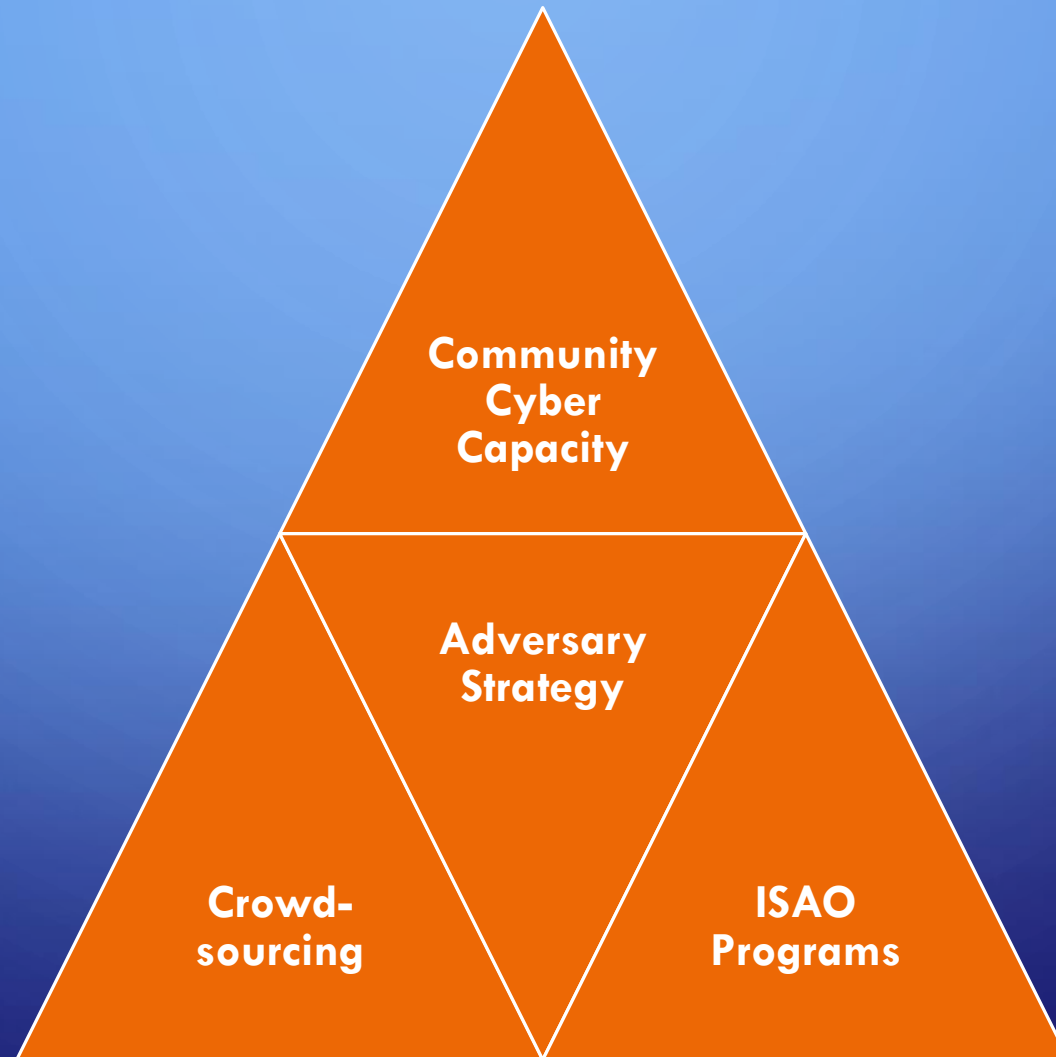 Community
Cyber
Capacity
Adversary
Strategy
Crowd-
sourcing
ISAO
Programs